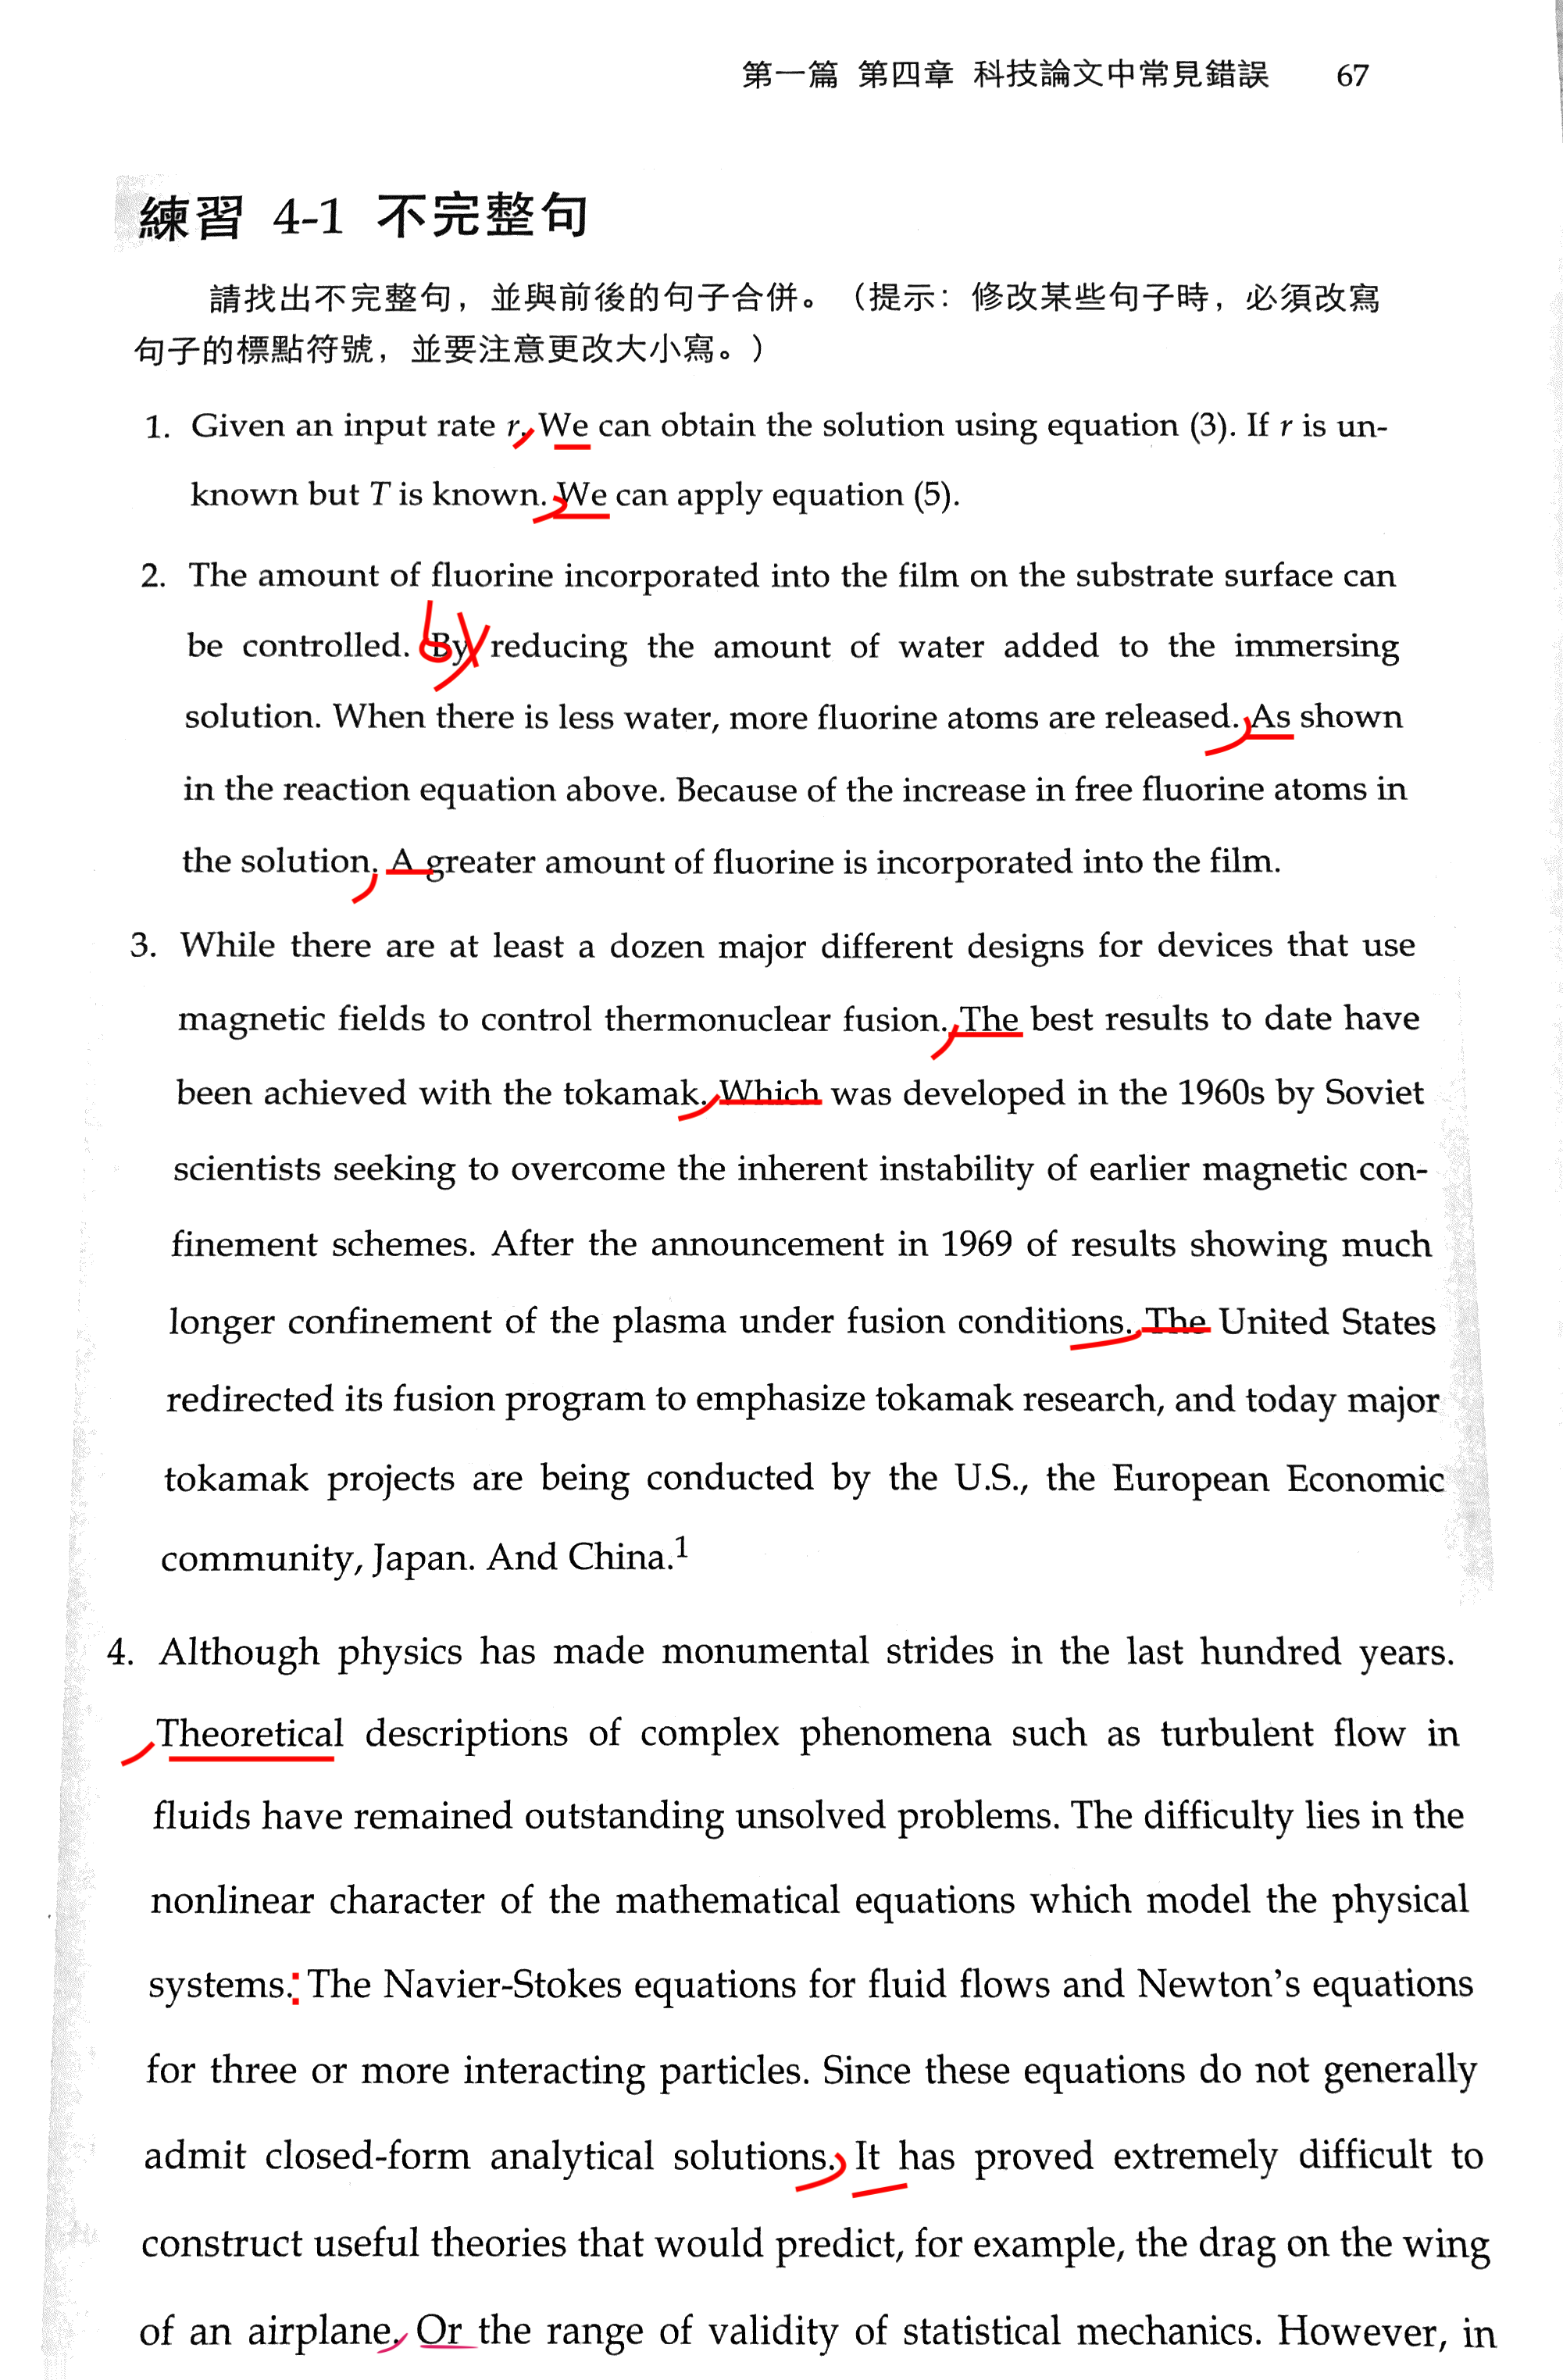 第一篇 第四章 科技論文中常見錯誤 67
練習 4-1 不完整句
請找出不完整句，並與前後的句子合併。（提示：修改某些句子時，必須改寫
句子的標點符號，並要注意更改大小寫。）
1. Given an input rate r. We can obtain the solution using equation (3). If r is un-
known but T is known. We can apply equation (5).
2. The amount of fluorine incorporated into the film on the substrate surface can
be controlled. By reducing the amount of water added to the immersing
solution. When there is less water, more fluorine atoms are released. As shown
in the reaction equation above. Because of the increase in free fluorine atoms in
the solution. A greater amount of fluorine is incorporated into the film.
3. While there are at least a dozen major different designs for devices that use
magnetic fields to control thermonuclear fusion. The best results to date have
been achieved with the tokamak. Which was developed in the 1960s by Soviet
scientists seeking to overcome the inherent instability of earlier magnetic con-
finement schemes. After the announcement in 1969 of results showing much
longer confinement of the plasma under fusion conditions. The United States
redirected its fusion program to emphasize tokamak research, and today major
tokamak projects are being conducted by the U.S., the European Economic
community, Japan. And China.¹
4. Although physics has made monumental strides in the last hundred years.
Theoretical descriptions of complex phenomena such as turbulent flow in
fluids have remained outstanding unsolved problems. The difficulty lies in the
nonlinear character of the mathematical equations which model the physical
systems: The Navier-Stokes equations for fluid flows and Newton's equations
for three or more interacting particles. Since these equations do not generally
admit closed-form analytical solutions. It has proved extremely difficult to
construct useful theories that would predict, for example, the drag on the wing
of an airplane. Or the range of validity of statistical mechanics. However, in